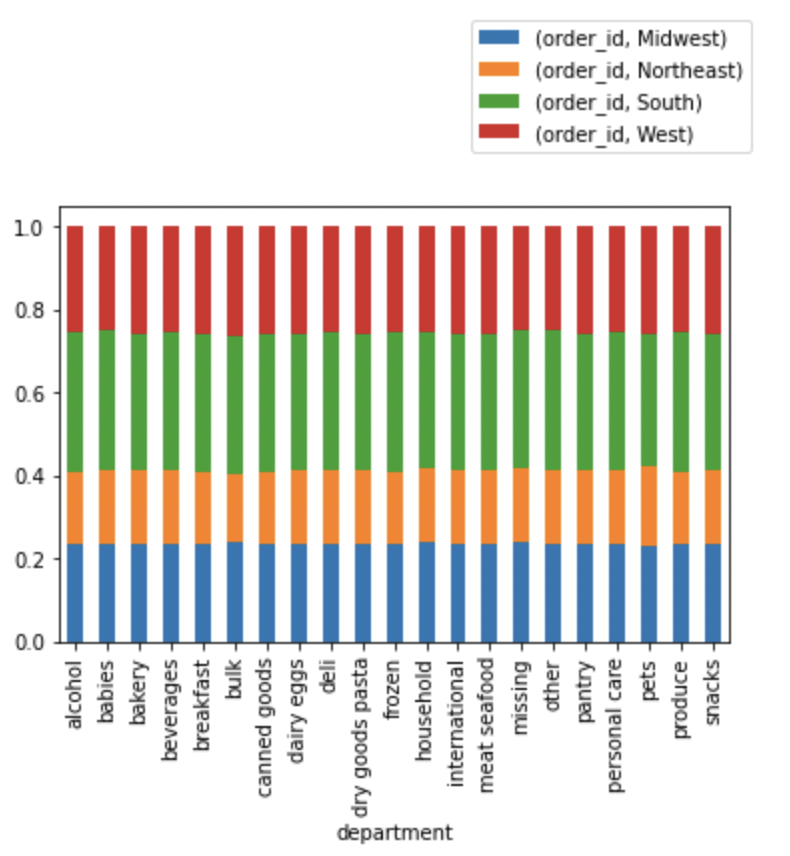 (order_id, Midwest)
(order_id, Northeast)
(order_id, South)
(order_id, West)
1.0
0.8
0.6
0.4
0.2
0.0
alcohol
babies
bakery
beverages
breakfast
bulk
canned goods
dairy eggs
deli
dry goods pasta
frozen
household
international
meat seafood
missing
other
pantry
personal care
pets
produce
snacks
department